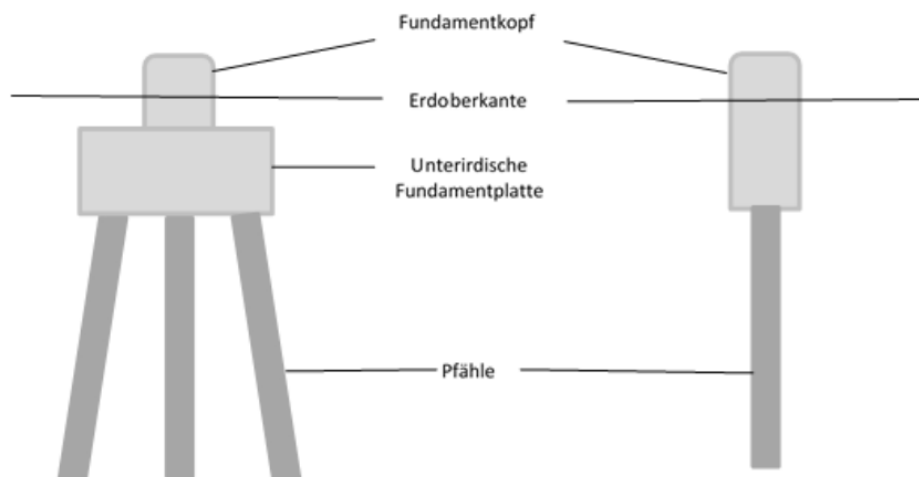 Fundamentkopf
Erdoberkante
Unterirdische
Fundamentplatte
Pfähle